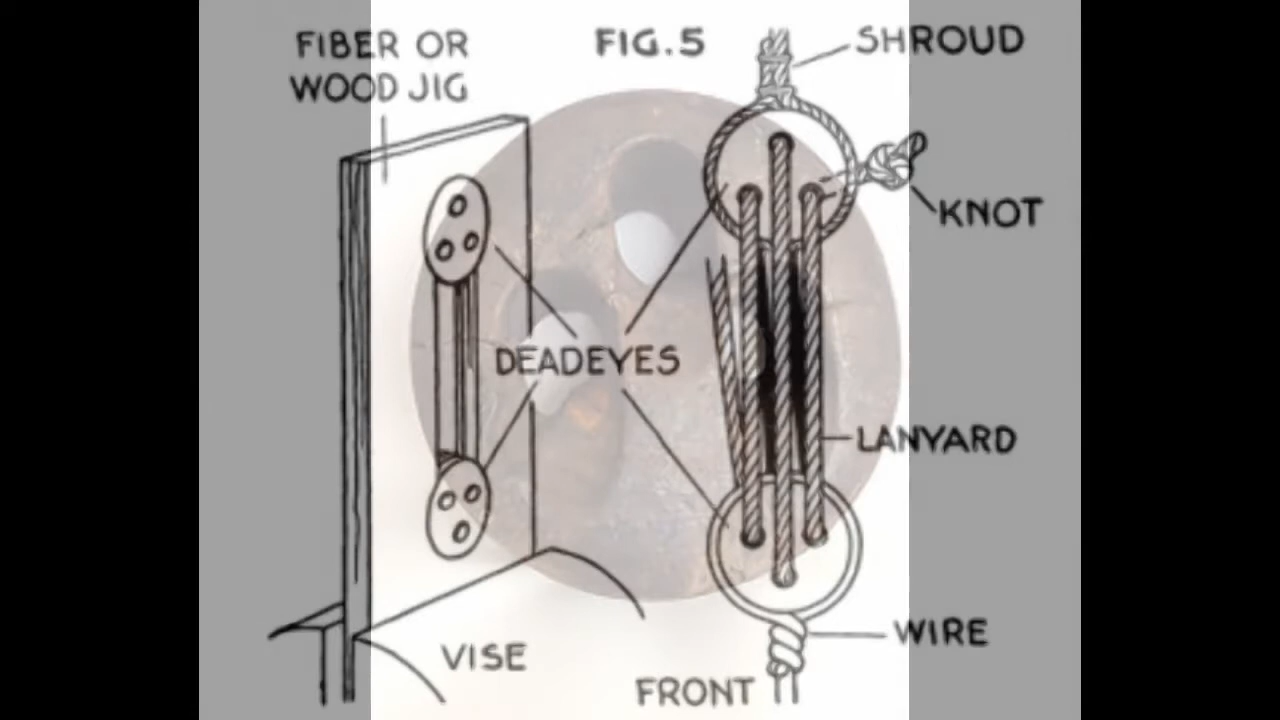 FIBER OR
WOOD JIG
FIG. 5
SHROUD
KNOT
DEADEYES
LANYARD
WIRE
VISE
FRONT